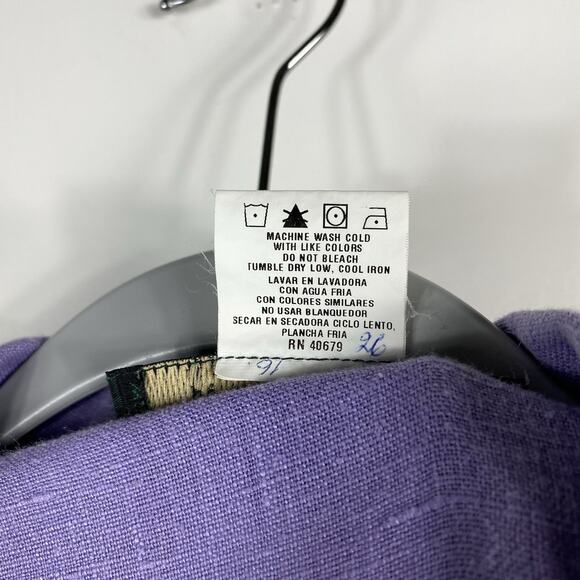 MACHINE WASH COLD
WITH LIKE COLORS
DO NOT BLEACH
TUMBLE DRY LOW, COOL IRON
LAVAR EN LAVADORA
CON AGUA FRIA
CON COLORES SIMILARES
NO USAR BLANQUEDOR
SECAR EN SECADORA CICLO LENTO,
PLANCHA FRIA
RN 40679 26